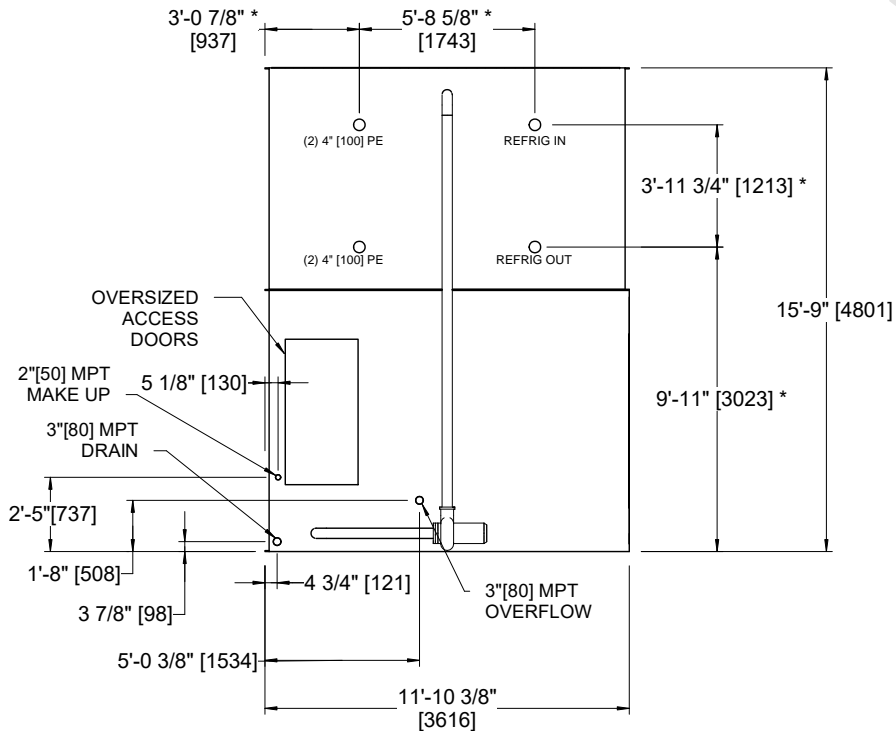 3'-0 7/8" *
[937]
5'-8 5/8" *
[1743]
(2) 4" [100] PE
REFRIG IN
3'-11 3/4" [1213] *
(2) 4" [100] PE
REFRIG OUT
OVERSIZED
ACCESS
DOORS
15'-9" [4801]
2"[50] MPT
MAKE UP
5 1/8" [130]
9'-11" [3023] *
3"[80] MPT
DRAIN
2'-5"[737]
1'-8" [508]
4 3/4" [121]
3"[80] MPT
OVERFLOW
3 7/8" [98]
5'-0 3/8" [1534]
11'-10 3/8"
[3616]